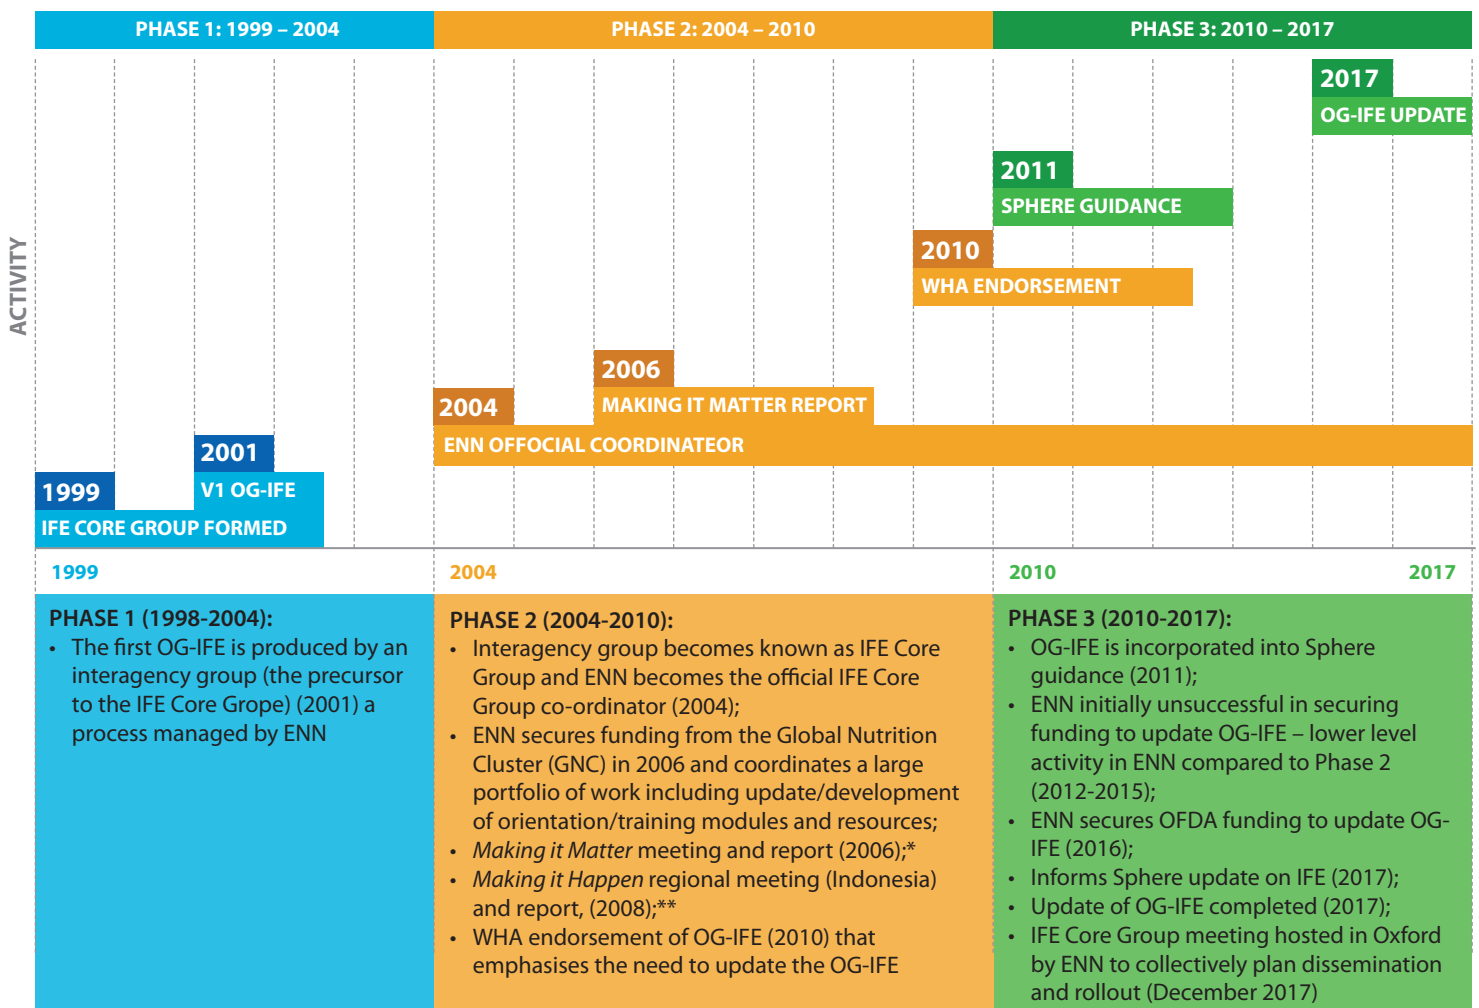 PHASE 1: 1999 – 2004
PHASE 2: 2004 – 2010
PHASE 3: 2010 – 2017
2017
OG-IFE UPDATE
2011
SPHERE GUIDANCE
2010
WHA ENDORSEMENT
ACTIVITY
2006
MAKING IT MATTER REPORT
2004
ENN OFFOCIAL COORDINATEOR
2001
V1 OG-IFE
1999
IFE CORE GROUP FORMED
1999
2004
2010
2017
PHASE 1 (1998-2004):
• The first OG-IFE is produced by an
interagency group (the precursor
to the IFE Core Grope) (2001) a
process managed by ENN
PHASE 2 (2004-2010):
• Interagency group becomes known as IFE Core
Group and ENN becomes the official IFE Core
Group co-ordinator (2004);
• ENN secures funding from the Global Nutrition
Cluster (GNC) in 2006 and coordinates a large
portfolio of work including update/development
of orientation/training modules and resources;
• Making it Matter meeting and report (2006);*
• Making it Happen regional meeting (Indonesia)
and report, (2008);**
• WHA endorsement of OG-IFE (2010) that
emphasises the need to update the OG-IFE
PHASE 3 (2010-2017):
• OG-IFE is incorporated into Sphere
guidance (2011);
• ENN initially unsuccessful in securing
funding to update OG-IFE – lower level
activity in ENN compared to Phase 2
(2012-2015);
• ENN secures OFDA funding to update OG-
IFE (2016);
• Informs Sphere update on IFE (2017);
• Update of OG-IFE completed (2017);
• IFE Core Group meeting hosted in Oxford
by ENN to collectively plan dissemination
and rollout (December 2017)